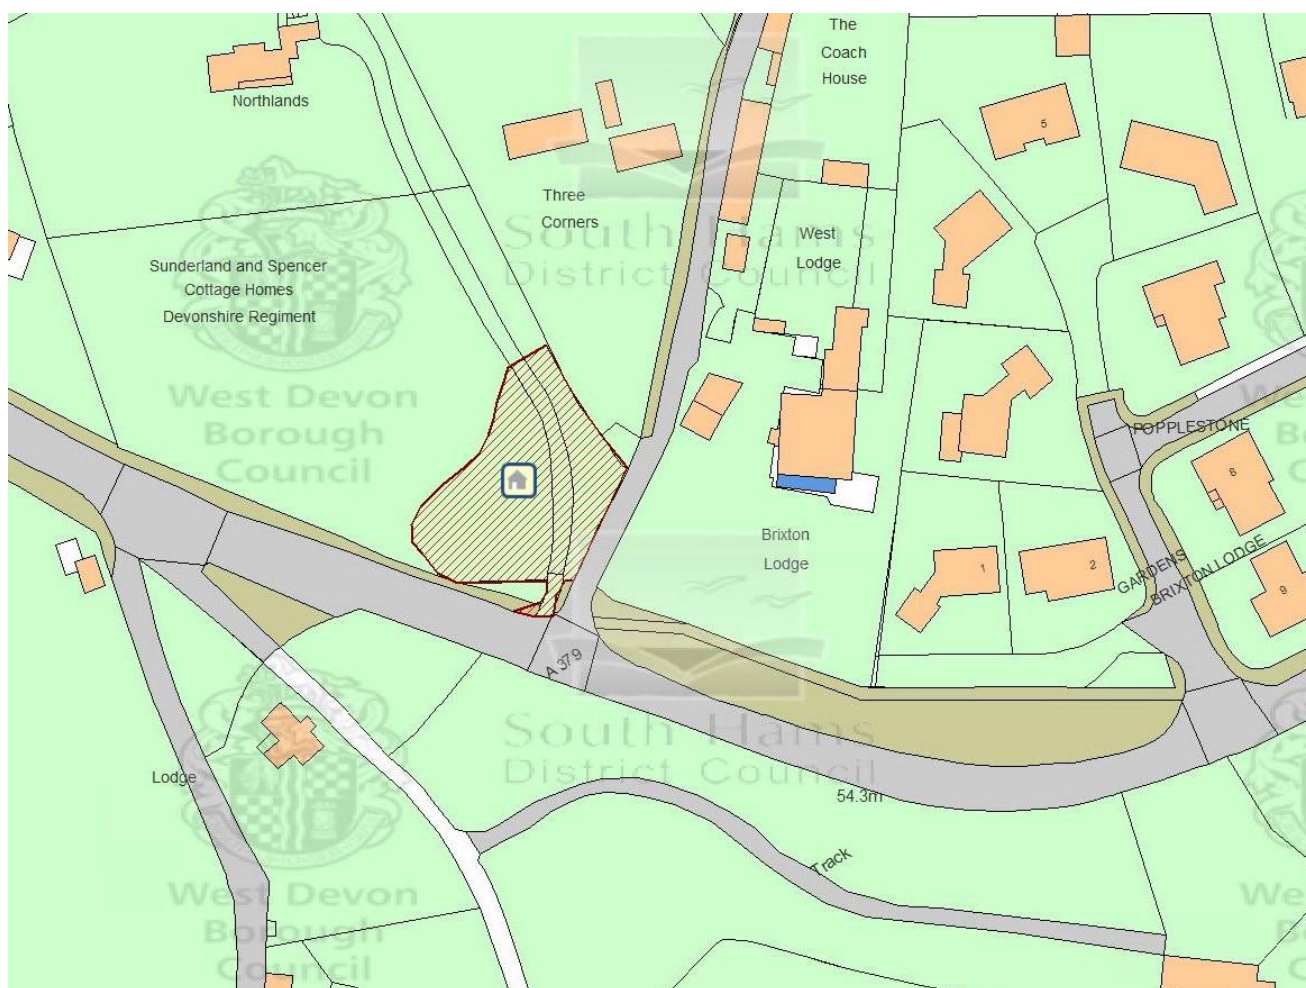 The
Coach
House
Northlands
5
Three
Corners
West
Lodge
Sunderland and Spencer
Cottage Homes
Devonshire Regiment
South Hams
District Council
West Devon
Borough
Council
POPPLESTONE
8
Brixton
Lodge
1
2
GARDENS
BRIXTON LODGE
9
A 379
South Hams
District Council
Lodge
54.3m
Track
West Devon
Borough
Council